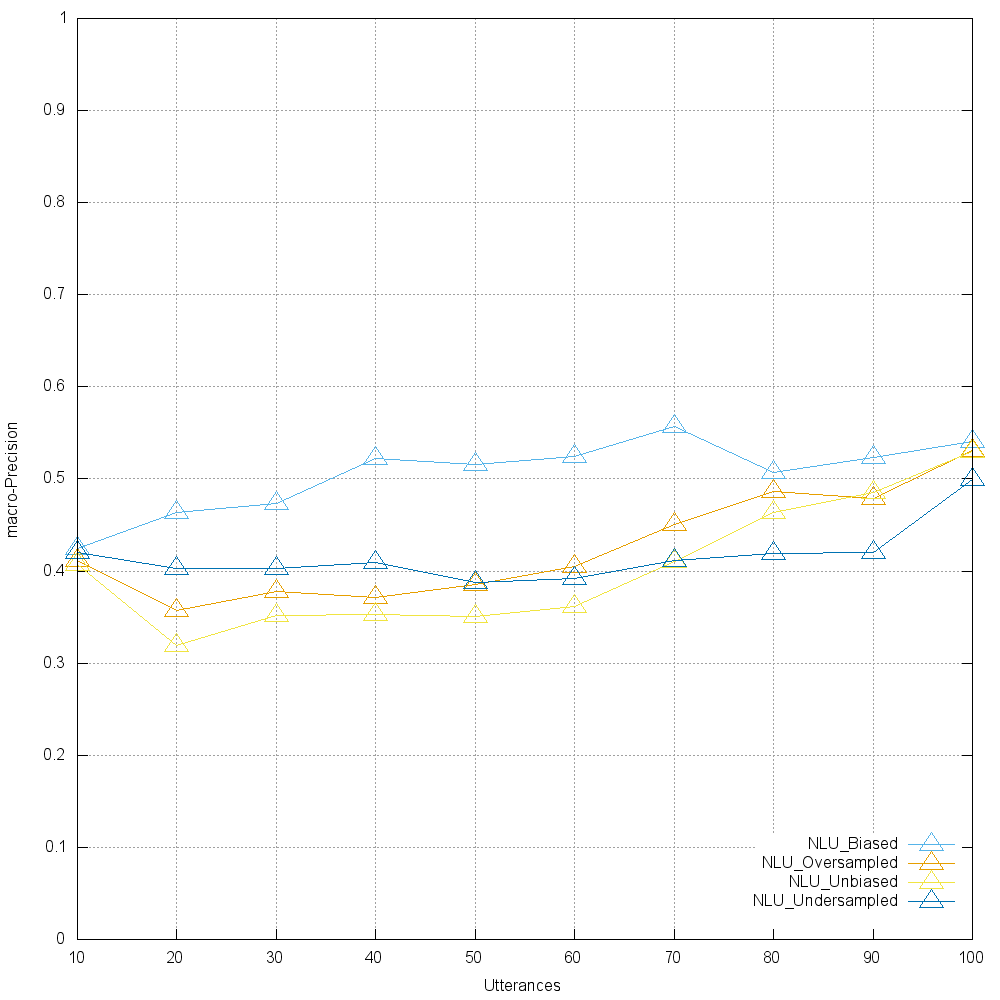 1
0.9
0.8
0.7
0.6
0.5
0.4
0.3
0.2
0.1
0
macro-Precision
NLU_Biased
NLU_Oversampled
NLU_Unbiased
NLU_Undersampled
10 20 30 40 50 60 70 80 90 100
Utterances